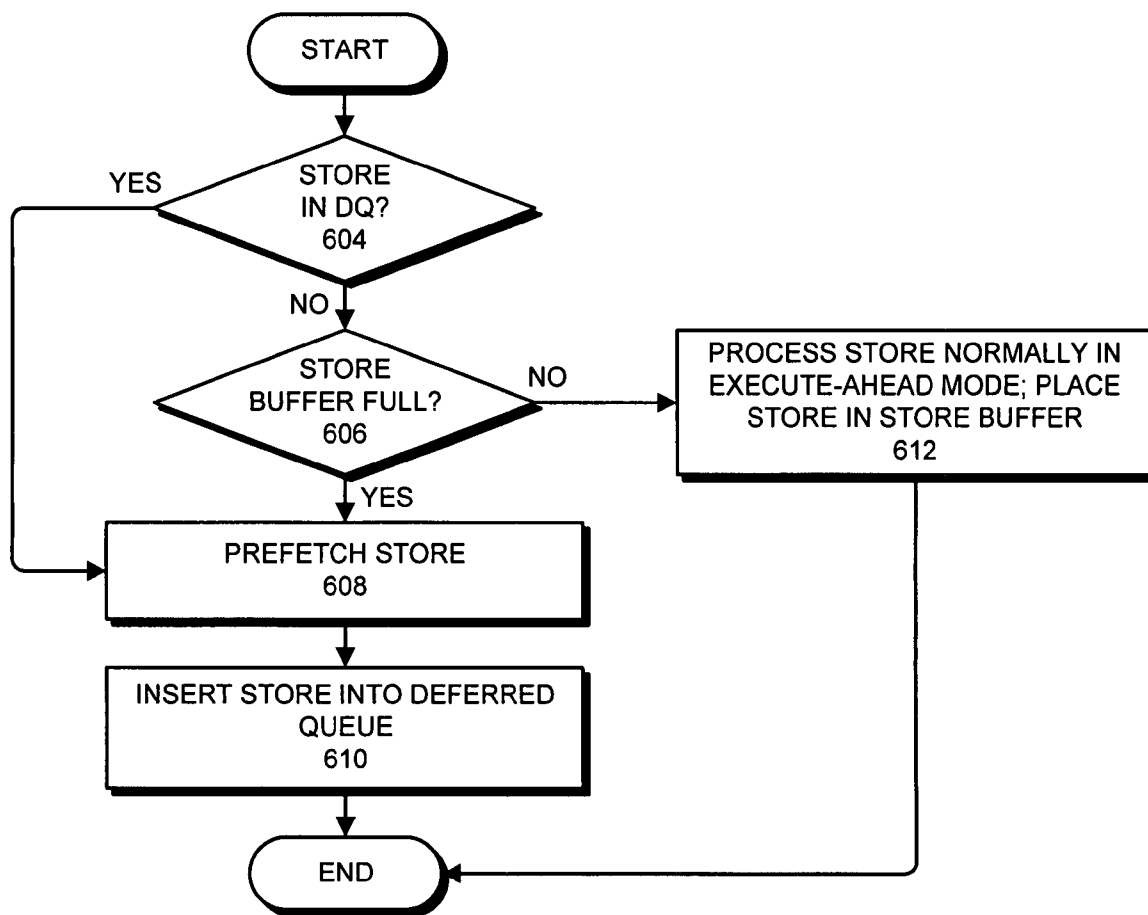 START
YES
STORE
IN DQ?
604
NO
STORE
BUFFER FULL?
606
NO
PROCESS STORE NORMALLY IN
EXECUTE-AHEAD MODE; PLACE
STORE IN STORE BUFFER
612
YES
PREFETCH STORE
608
INSERT STORE INTO DEFERRED
QUEUE
610
END